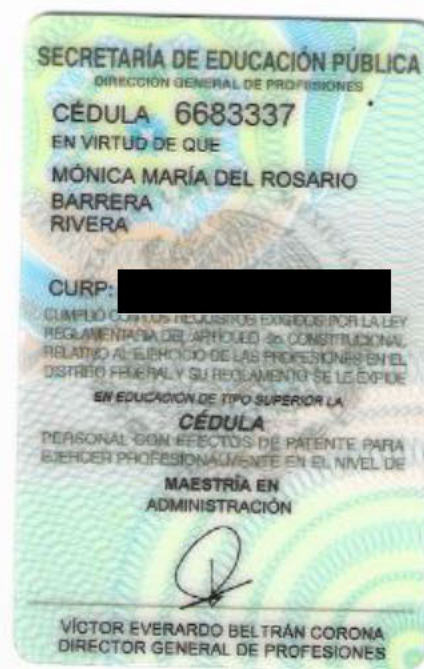 SECRETARÍA DE EDUCACIÓN PÚBLICA
DIRECCIÓN GENERAL DE PROFESIONES
CÉDULA 6683337
EN VIRTUD DE QUE
MÓNICA MARÍA DEL ROSARIO
BARRERA
RIVERA
CURP:
CUMPLIÓ CON LOS REQUISITOS EXIGIDOS POR LA LEY
REGLAMENTARIA DEL ARTÍCULO 5o. CONSTITUCIONAL
RELATIVO AL EJERCICIO DE LAS PROFESIONES EN EL
DISTRITO FEDERAL Y SU REGLAMENTO SE LE EXPIDE
EN EDUCACIÓN DE TIPO SUPERIOR LA
CÉDULA
PERSONAL CON EFECTOS DE PATENTE PARA
EJERCER PROFESIONALMENTE EN EL NIVEL DE
MAESTRÍA EN
ADMINISTRACIÓN
VÍCTOR EVERARDO BELTRÁN CORONA
DIRECTOR GENERAL DE PROFESIONES